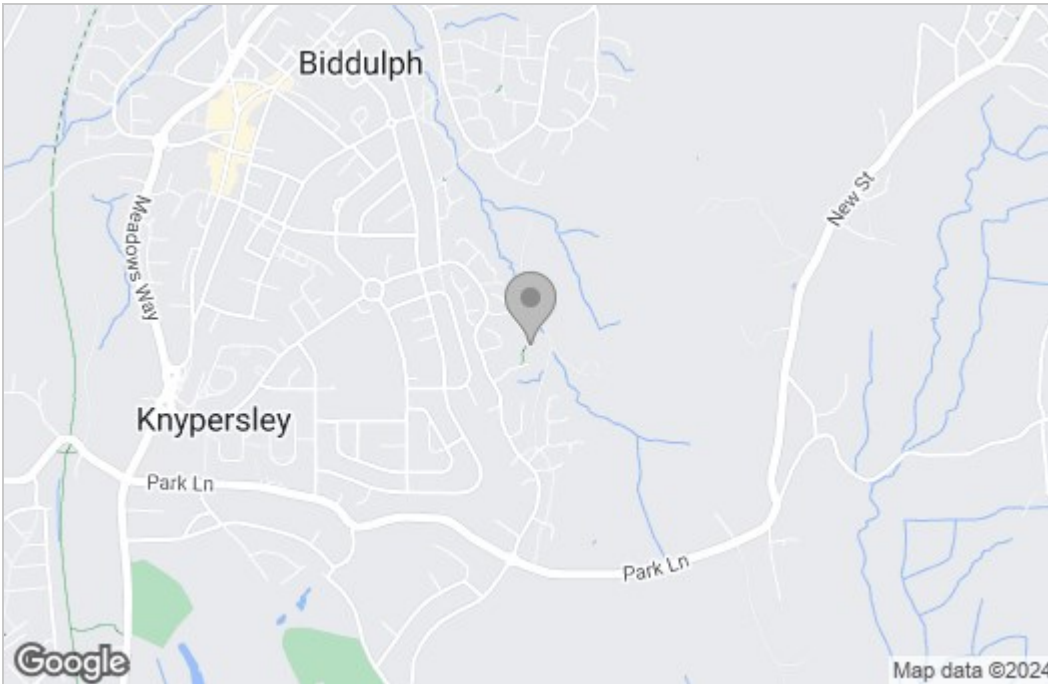 Biddulph
New St
Meadows Way
Knypersley
Park Ln
Park Ln
Google
Map data ©2024